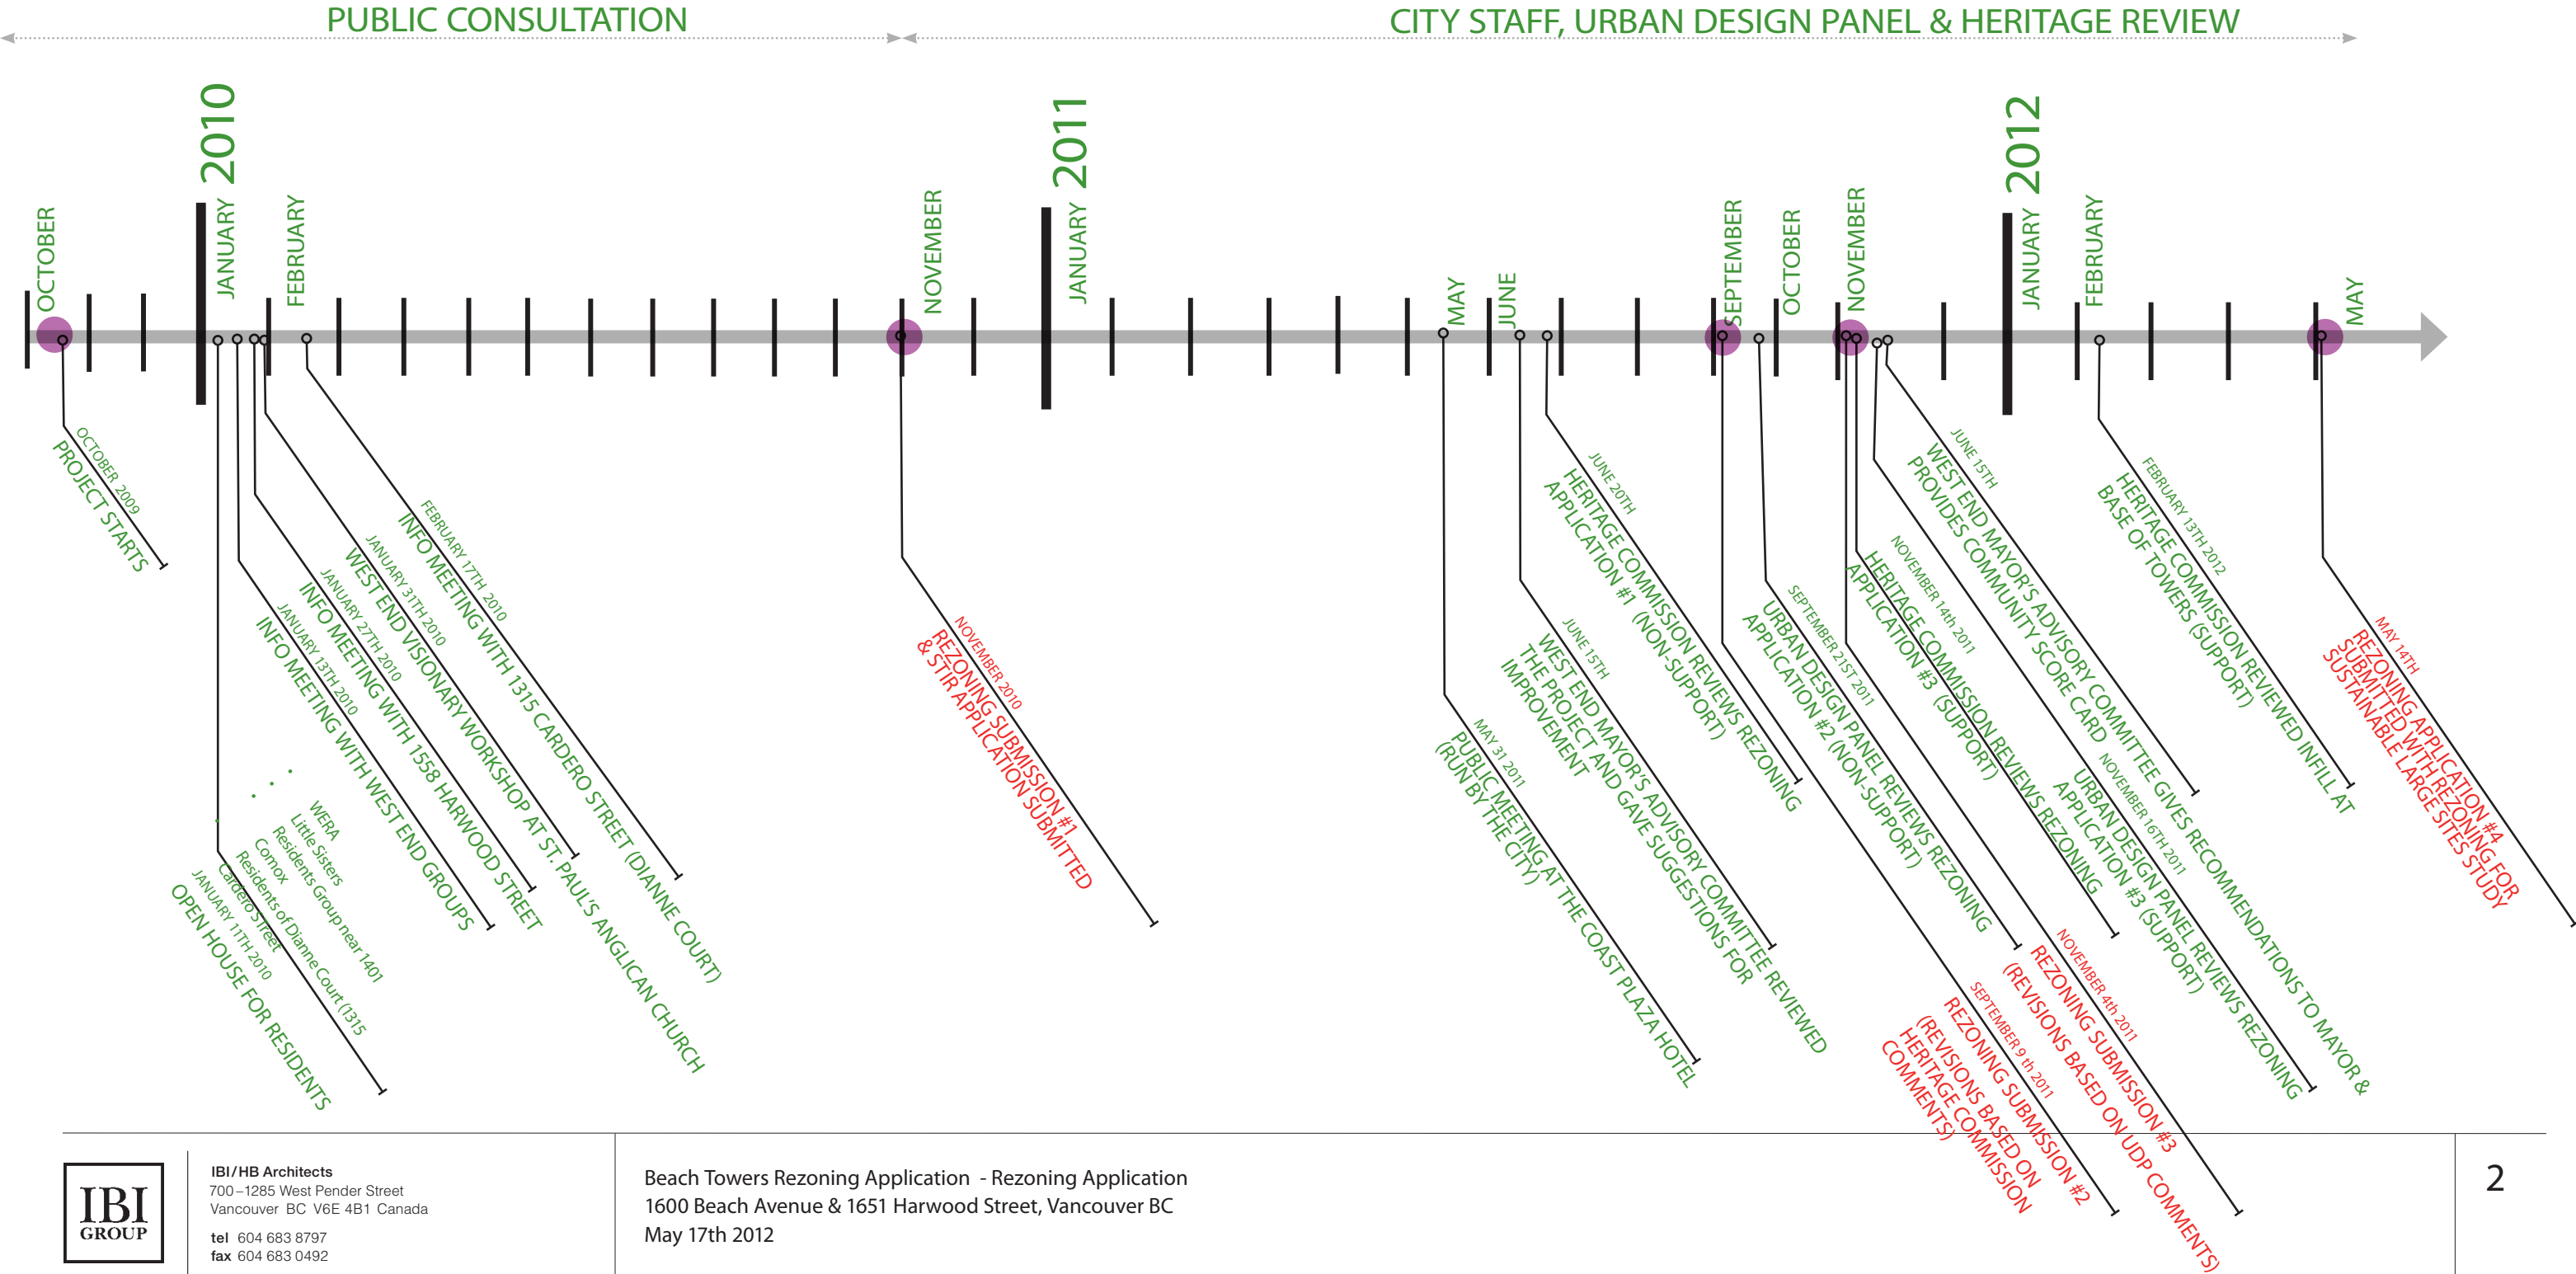 PUBLIC CONSULTATION
CITY STAFF, URBAN DESIGN PANEL & HERITAGE REVIEW
OCTOBER
JANUARY 2010
FEBRUARY
NOVEMBER
JANUARY 2011
MAY
JUNE
SEPTEMBER
OCTOBER
NOVEMBER
JANUARY 2012
FEBRUARY
MAY
OCTOBER 2009
PROJECT STARTS
WERA
Little Sisters
Residents Group near 1401
Comox
Residents of Dianne Court (1315
Cardero Street
JANUARY 11TH 2010
OPEN HOUSE FOR RESIDENTS
JANUARY 13TH 2010
INFO MEETING WITH WEST END GROUPS
JANUARY 27TH 2010
INFO MEETING WITH 1558 HARWOOD STREET
JANUARY 31TH 2010
WEST END VISIONARY WORKSHOP AT ST. PAUL'S ANGLICAN CHURCH
FEBRUARY 17TH 2010
INFO MEETING WITH 1315 CARDERO STREET (DIANNE COURT)
NOVEMBER 2010
REZONING SUBMISSION #1
& STIR APPLICATION SUBMITTED
MAY 31 2011
PUBLIC MEETING AT THE COAST PLAZA HOTEL
(RUN BY THE CITY)
JUNE 15TH
WEST END MAYOR'S ADVISORY COMMITTEE REVIEWED
THE PROJECT AND GAVE SUGGESTIONS FOR
IMPROVEMENT
JUNE 20TH
HERITAGE COMMISSION REVIEWS REZONING
APPLICATION #1 (NON-SUPPORT)
SEPTEMBER 9 th 2011
REZONING SUBMISSION #2
(REVISIONS BASED ON
HERITAGE COMMISSION
COMMENTS)
SEPTEMBER 21ST 2011
URBAN DESIGN PANEL REVIEWS REZONING
APPLICATION #2 (NON-SUPPORT)
NOVEMBER 4th 2011
REZONING SUBMISSION #3
(REVISIONS BASED ON UDP COMMENTS)
NOVEMBER 14th 2011
HERITAGE COMMISSION REVIEWS REZONING
APPLICATION #3 (SUPPORT)
NOVEMBER 16TH 2011
URBAN DESIGN PANEL REVIEWS REZONING
APPLICATION #3 (SUPPORT)
JUNE 15TH
WEST END MAYOR'S ADVISORY COMMITTEE GIVES RECOMMENDATIONS TO MAYOR &
PROVIDES COMMUNITY SCORE CARD
FEBRUARY 13TH 2012
HERITAGE COMMISSION REVIEWED INFILL AT
BASE OF TOWERS (SUPPORT)
MAY 14TH
REZONING APPLICATION #4
SUBMITTED WITH REZONING FOR
SUSTAINABLE LARGE SITES STUDY
IBI
GROUP
IBI/HB Architects
700–1285 West Pender Street
Vancouver BC V6E 4B1 Canada
tel 604 683 8797
fax 604 683 0492
Beach Towers Rezoning Application - Rezoning Application
1600 Beach Avenue & 1651 Harwood Street, Vancouver BC
May 17th 2012
2